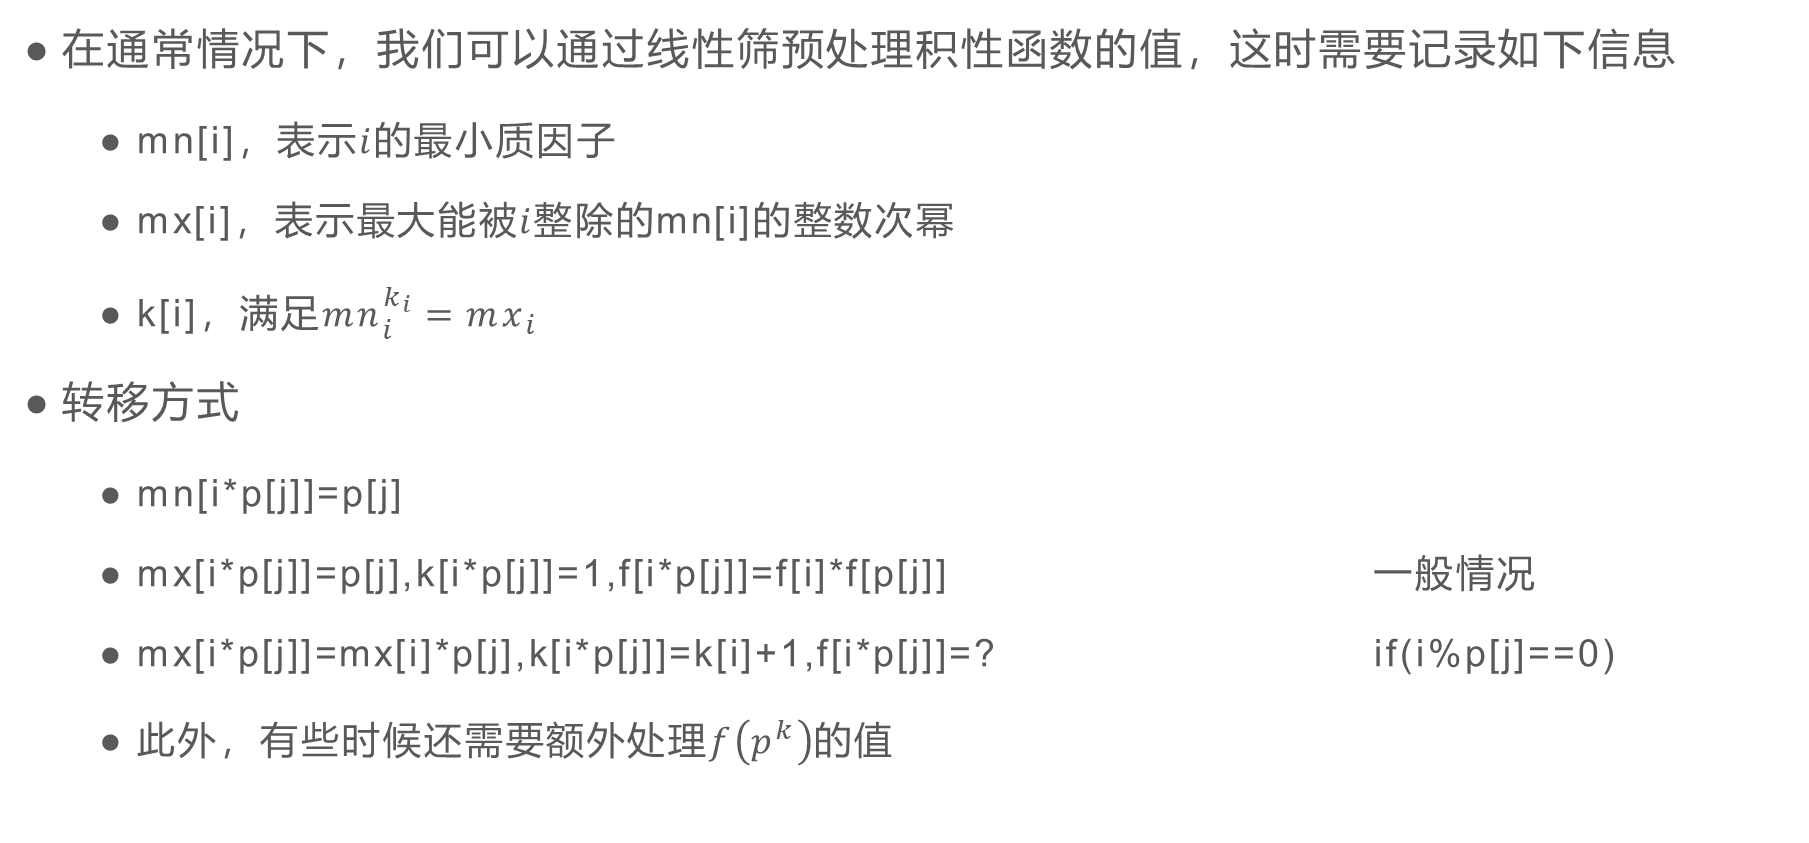 ● 在通常情况下，我们可以通过线性筛预处理积性函数的值，这时需要记录如下信息
● mn[i]，表示i的最小质因子
● mx[i]，表示最大能被i整除的mn[i]的整数次幂
● k[i]，满足$mn_i^{k_i} = mx_i$
● 转移方式
● mn[i*p[j]]=p[j]
● mx[i*p[j]]=p[j],k[i*p[j]]=1,f[i*p[j]]=f[i]*f[p[j]] 一般情况
● mx[i*p[j]]=mx[i]*p[j],k[i*p[j]]=k[i]+1,f[i*p[j]]=? if(i%p[j]==0)
● 此外，有些时候还需要额外处理$f(p^k)$的值